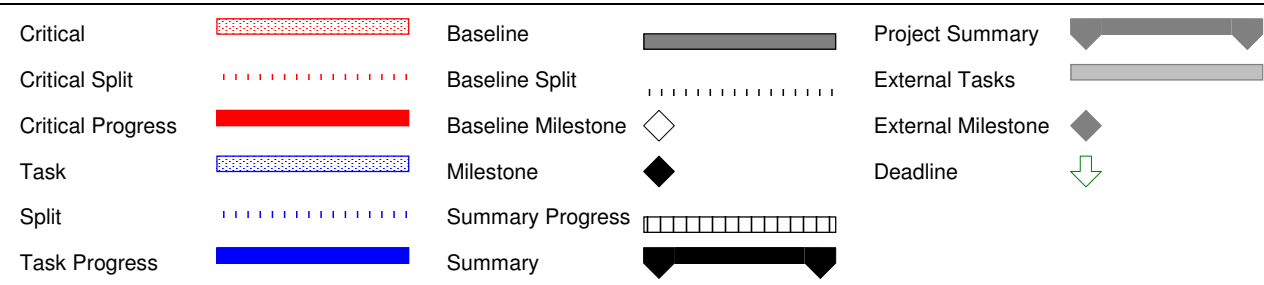 Critical
Critical Split
Critical Progress
Task
Split
Task Progress
Baseline
Baseline Split
Baseline Milestone
Milestone
Summary Progress
Summary
Project Summary
External Tasks
External Milestone
Deadline